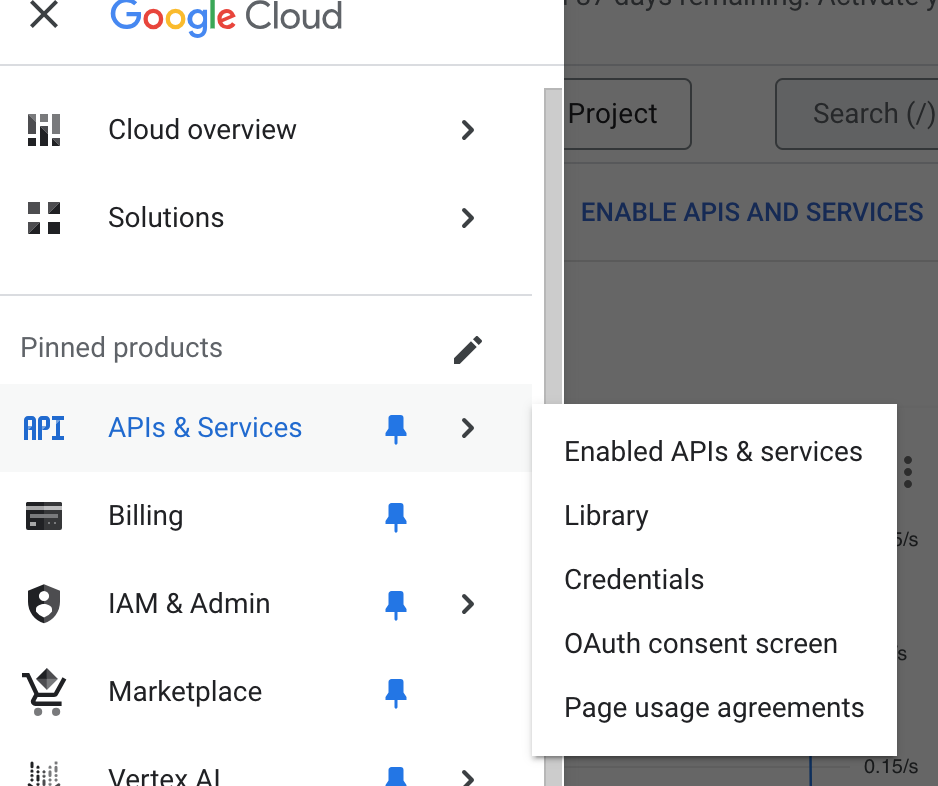 Google Cloud
days remaining. Activate
Cloud overview
Project
Search (/)
Solutions
ENABLE APIS AND SERVICES
Pinned products
API APIs & Services
Enabled APIs & services
Billing
Library
Credentials
IAM & Admin
OAuth consent screen
Marketplace
Page usage agreements
Vertex AI
0.15/s